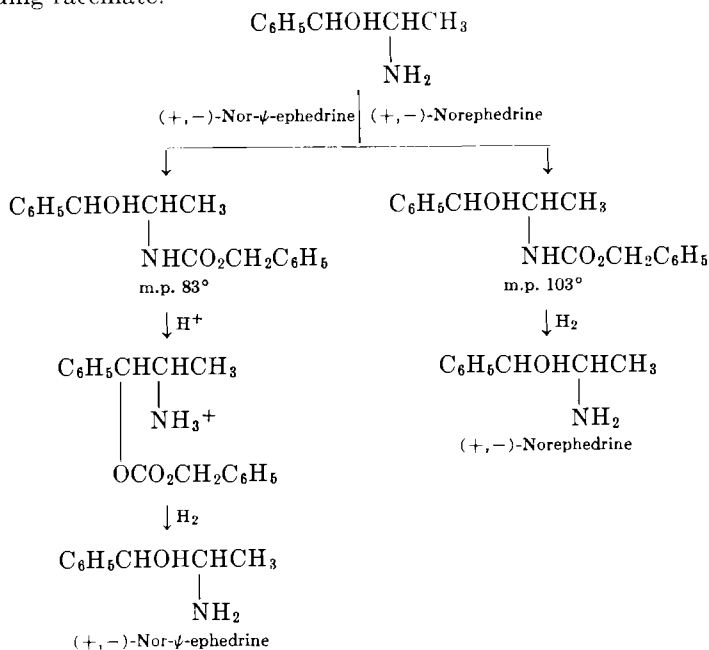 C₆H₅CHOHCHCH₃
NH₂
(+,−)-Nor-ψ-ephedrine (+,−)-Norephedrine
C₆H₅CHOHCHCH₃ C₆H₅CHOHCHCH₃
NHCO₂CH₂C₆H₅ NHCO₂CH₂C₆H₅
m.p. 83° m.p. 103°
↓H⁺ ↓H₂
C₆H₅CHCHCH₃ C₆H₅CHOHCHCH₃
NH₃⁺ NH₂
(+,−)-Norephedrine
OCO₂CH₂C₆H₅
↓H₂
C₆H₅CHOHCHCH₃
NH₂
(+,−)-Nor-ψ-ephedrine